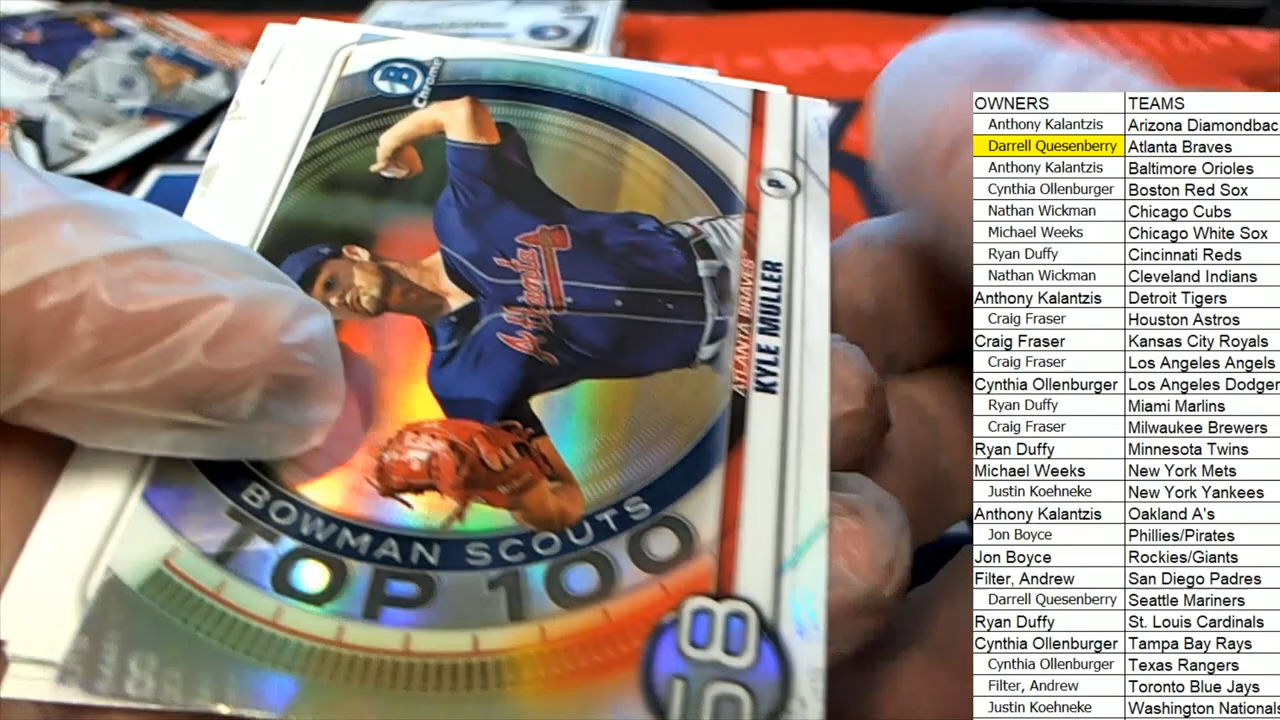 B
CHROME
P
ATLANTA BRAVES™
KYLE MULLER
Atlanta
BOWMAN SCOUTS
TOP 100
58
OWNERS TEAMS
Anthony Kalantzis Arizona Diamondbac
Darrell Quesenberry Atlanta Braves
Anthony Kalantzis Baltimore Orioles
Cynthia Ollenburger Boston Red Sox
Nathan Wickman Chicago Cubs
Michael Weeks Chicago White Sox
Ryan Duffy Cincinnati Reds
Nathan Wickman Cleveland Indians
Anthony Kalantzis Detroit Tigers
Craig Fraser Houston Astros
Craig Fraser Kansas City Royals
Craig Fraser Los Angeles Angels
Cynthia Ollenburger Los Angeles Dodger
Ryan Duffy Miami Marlins
Craig Fraser Milwaukee Brewers
Ryan Duffy Minnesota Twins
Michael Weeks New York Mets
Justin Koehneke New York Yankees
Anthony Kalantzis Oakland A's
Jon Boyce Phillies/Pirates
Jon Boyce Rockies/Giants
Filter, Andrew San Diego Padres
Darrell Quesenberry Seattle Mariners
Ryan Duffy St. Louis Cardinals
Cynthia Ollenburger Tampa Bay Rays
Cynthia Ollenburger Texas Rangers
Filter, Andrew Toronto Blue Jays
Justin Koehneke Washington Nationals